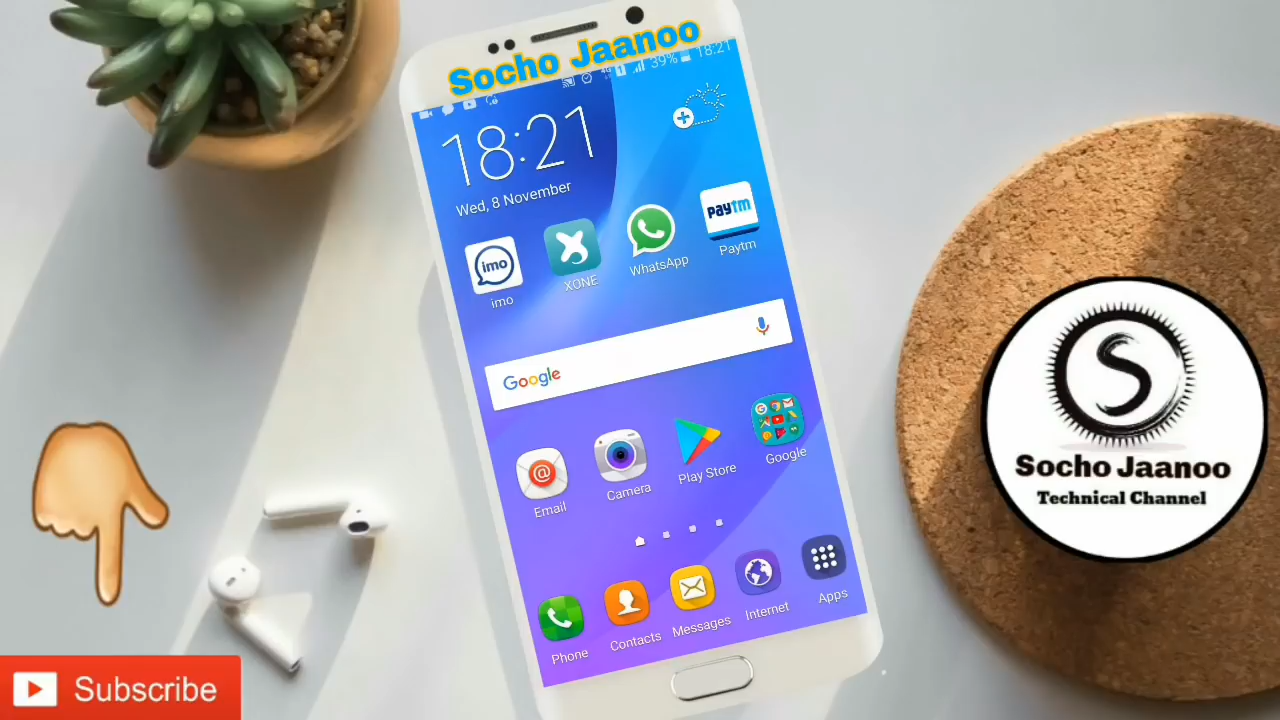 Socho Jaanoo
39% 18:21
18:21
Wed, 8 November
imo
imo
XONE
WhatsApp
Paytm
Paytm
Google
Email
Camera
Play Store
Google
Phone
Contacts
Messages
Internet
Apps
S
Socho Jaanoo
Technical Channel
Subscribe